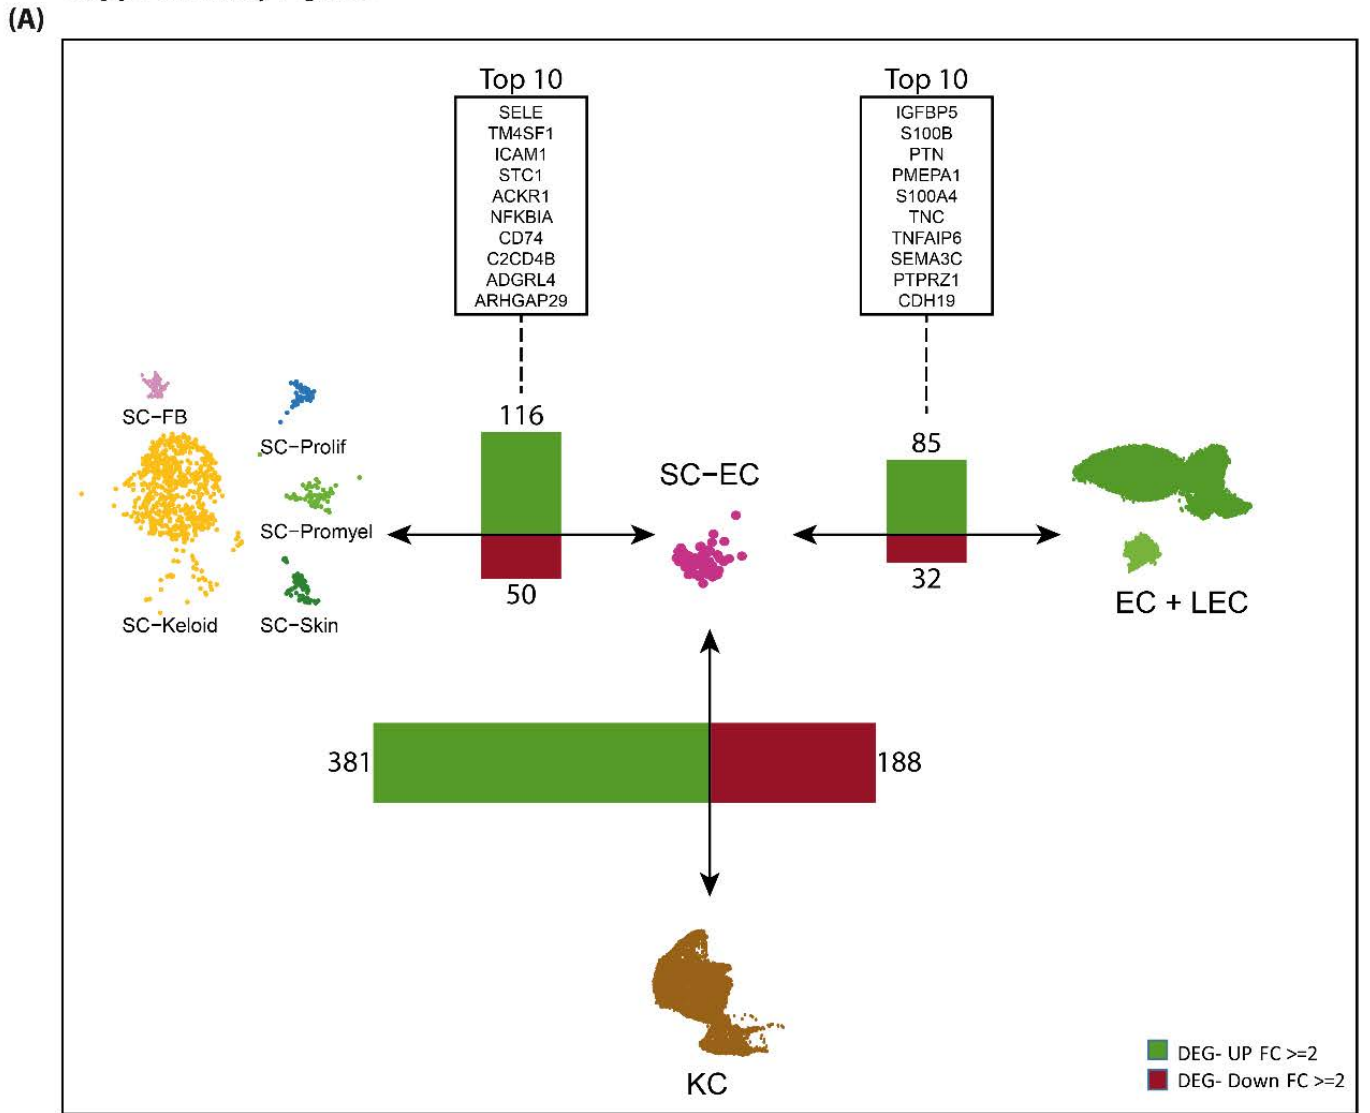 (A)
Top 10
SELE
TM4SF1
ICAM1
STC1
ACKR1
NFKBIA
CD74
C2CD4B
ADGRL4
ARHGAP29
Top 10
IGFBP5
S100B
PTN
PMEPA1
S100A4
TNC
TNFAIP6
SEMA3C
PTPRZ1
CDH19
SC-FB
SC-Prolif
SC-Promyel
SC-Keloid
SC-Skin
116
50
SC-EC
85
32
EC + LEC
381
188
KC
DEG- UP FC >=2
DEG- Down FC >=2